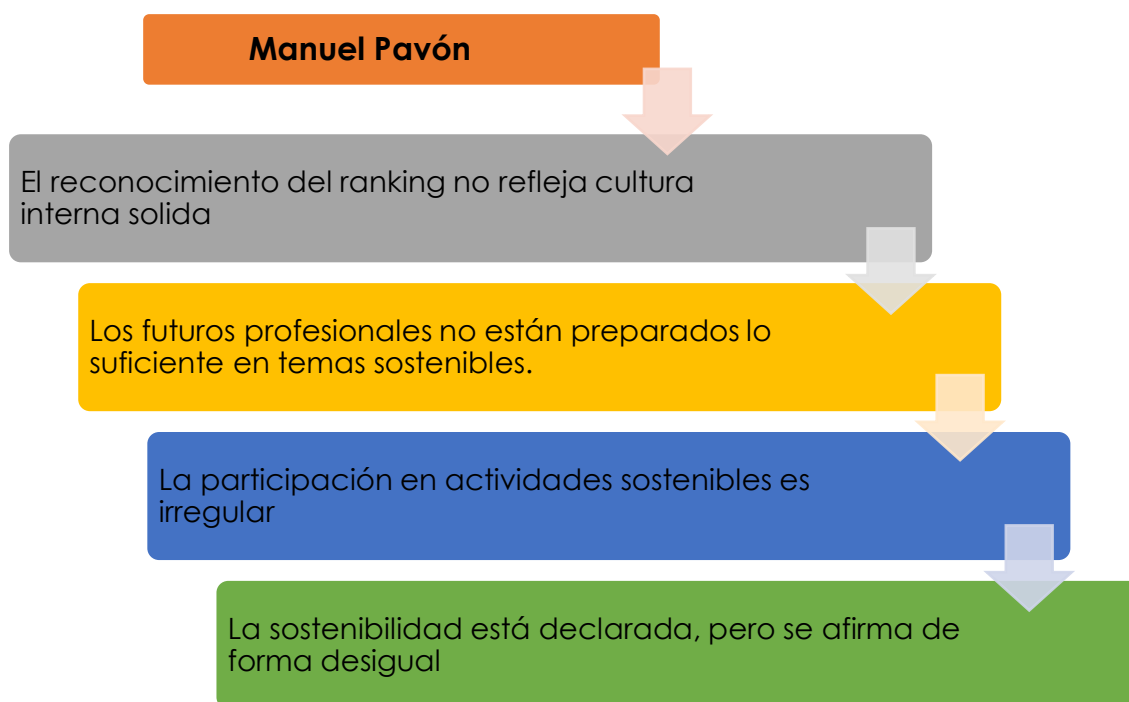 Manuel Pavón
El reconocimiento del ranking no refleja cultura
interna solida
Los futuros profesionales no están preparados lo
suficiente en temas sostenibles.
La participación en actividades sostenibles es
irregular
La sostenibilidad está declarada, pero se afirma de
forma desigual